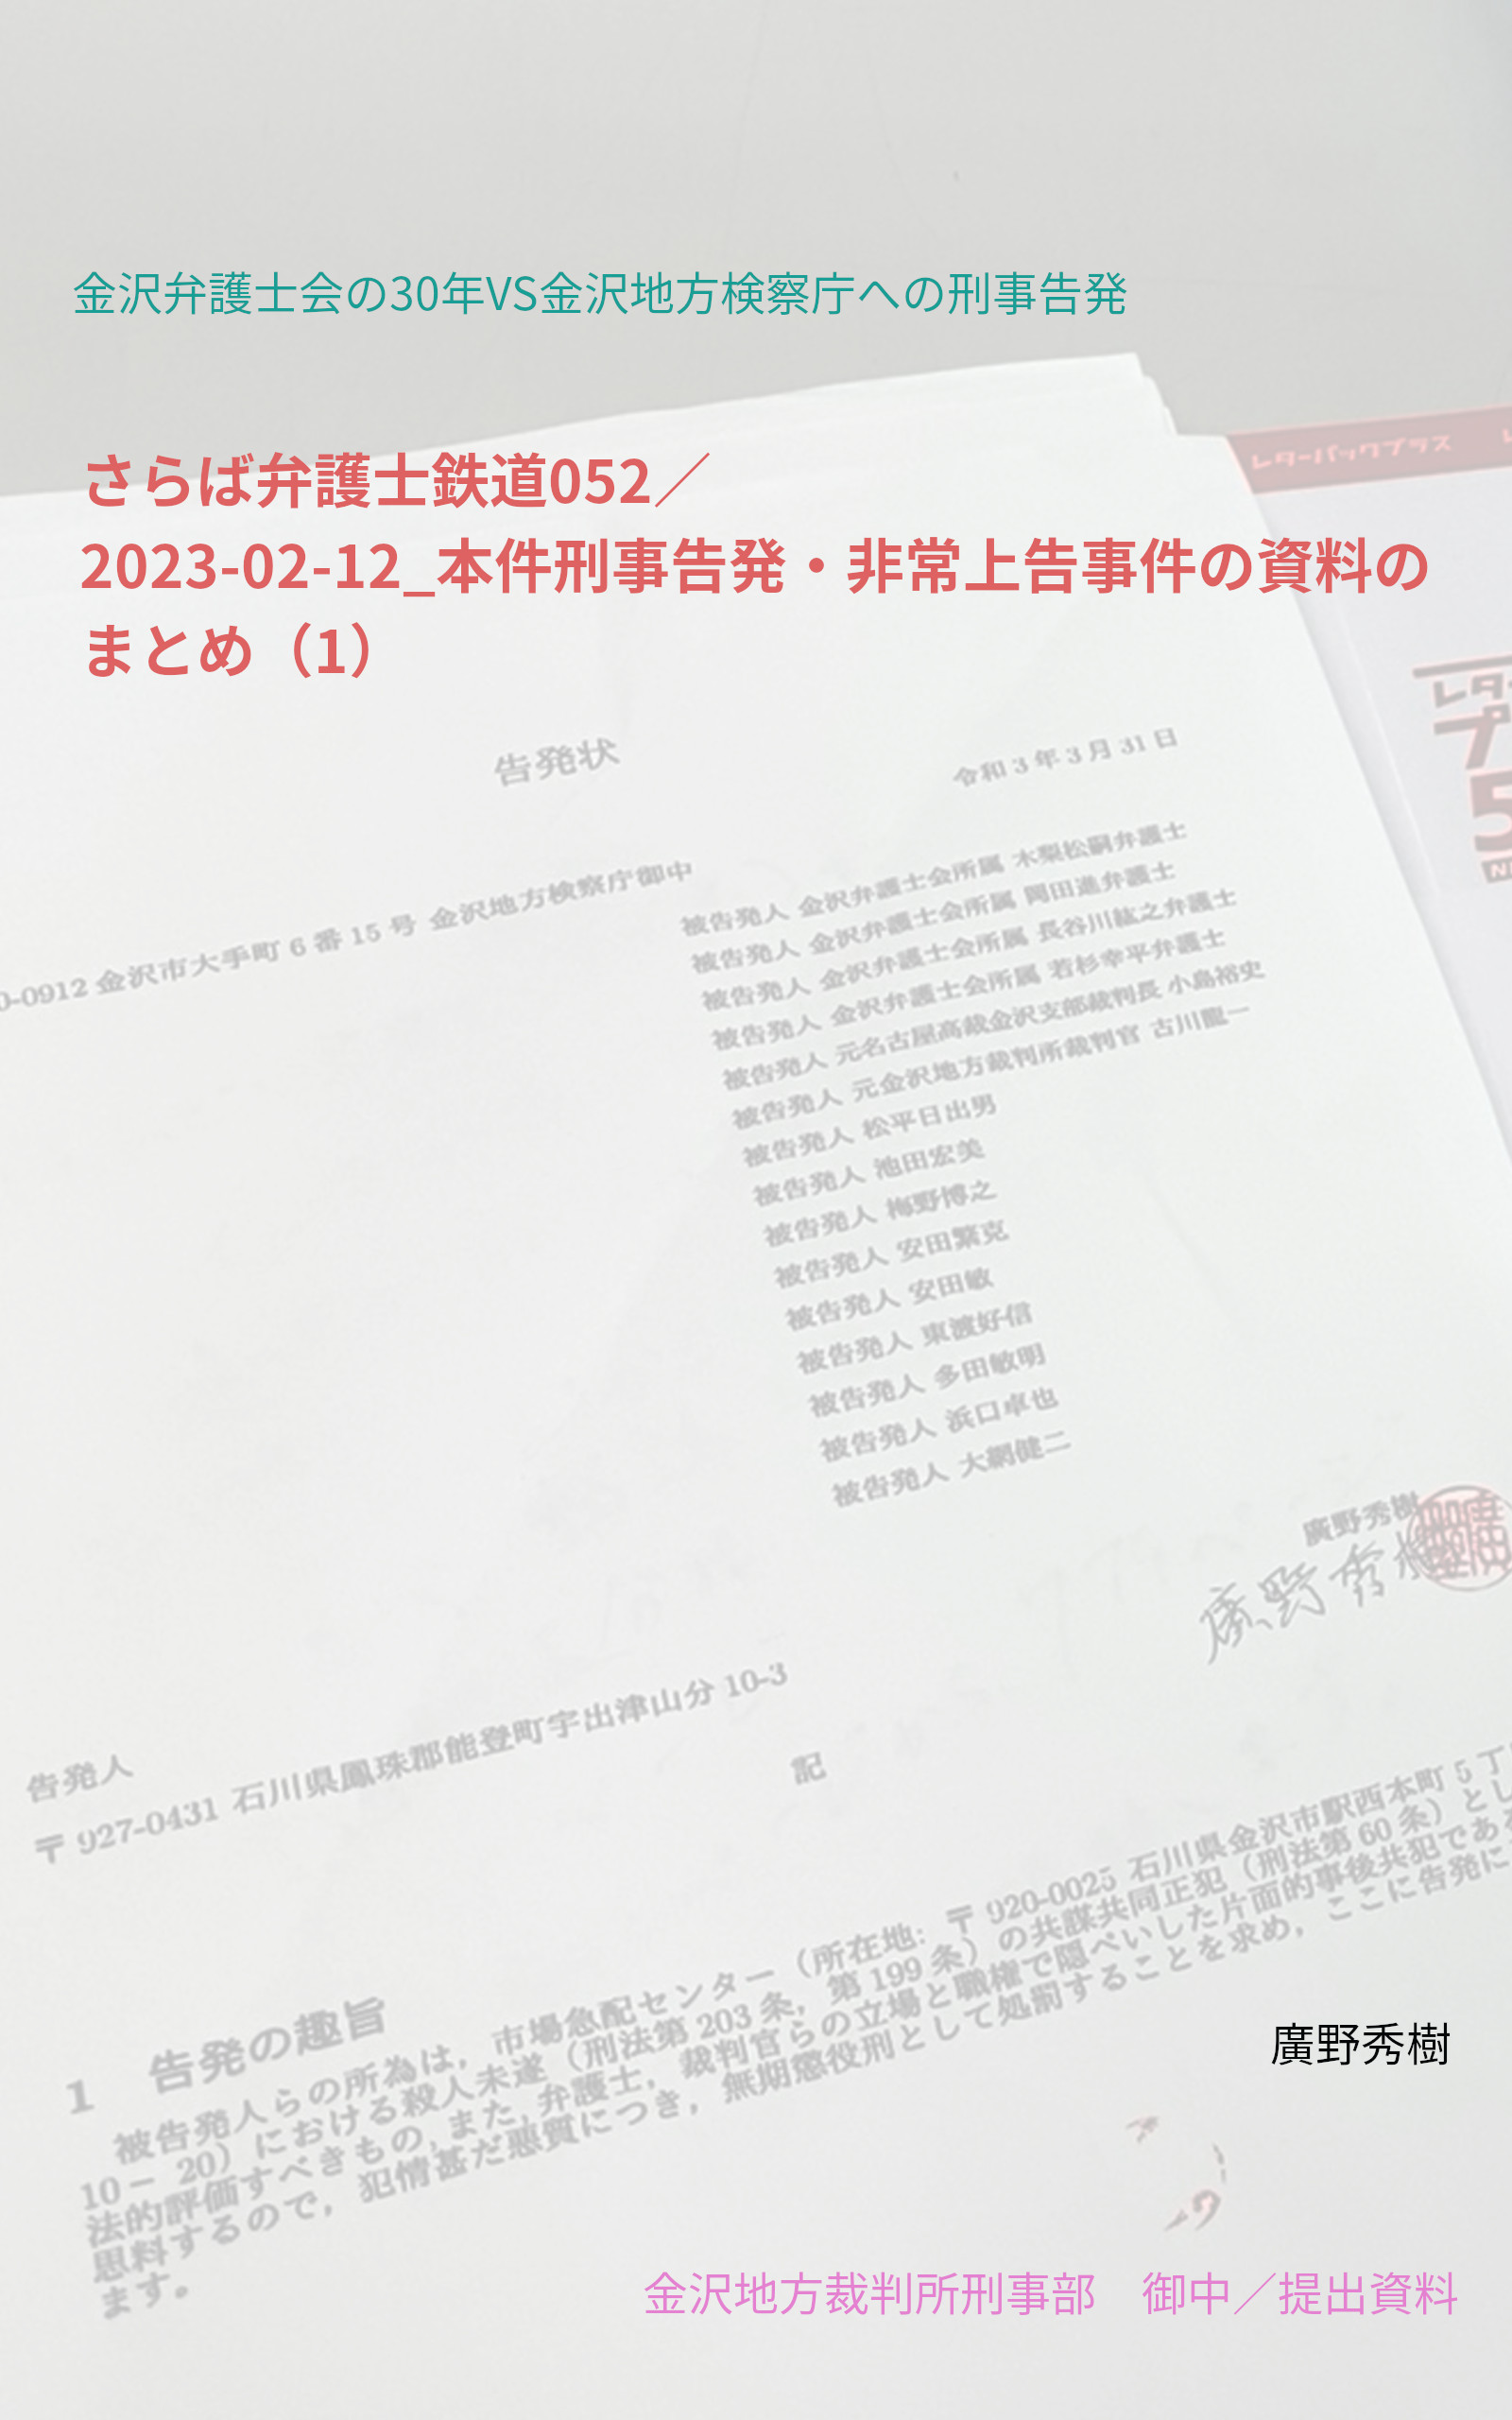 金沢弁護士会の30年VS金沢地方検察庁への刑事告発
さらば弁護士鉄道052／
2023-02-12_本件刑事告発・非常上告事件の資料の
まとめ（1）
レターパックプラス
レター
プ
5
告発状
令和 3 年 3 月 31 日
0-0912 金沢市大手町 6 番 15 号 金沢地方検察庁御中
被告発人 金沢弁護士会所属 木梨松嗣弁護士
被告発人 金沢弁護士会所属 岡田進弁護士
被告発人 金沢弁護士会所属 長谷川紘之弁護士
被告発人 金沢弁護士会所属 若杉幸平弁護士
被告発人 元名古屋高裁金沢支部裁判長 小島裕史
被告発人 元金沢地方裁判所裁判官 古川龍一
被告発人 松平日出男
被告発人 池田宏美
被告発人 梅野博之
被告発人 安田繁克
被告発人 安田敏
被告発人 東渡好信
被告発人 多田敏明
被告発人 浜口卓也
被告発人 大網健二
廣野秀樹
廣野秀樹
告発人
〒 927-0431 石川県鳳珠郡能登町宇出津山分 10-3
記
1 告発の趣旨
被告発人らの所為は，市場急配センター（所在地: 〒 920-0025 石川県金沢市駅西本町 5 丁
10 − 20）における殺人未遂（刑法第 203 条，第 199 条）の共謀共同正犯（刑法第 60 条）とし
法的評価すべきもの, また, 弁護士，裁判官らの立場と職権で隠ぺいした片面的事後共犯である
思料するので，犯情甚だ悪質につき，無期懲役刑として処罰することを求め，ここに告発に
ます。
廣野秀樹
金沢地方裁判所刑事部　御中／提出資料